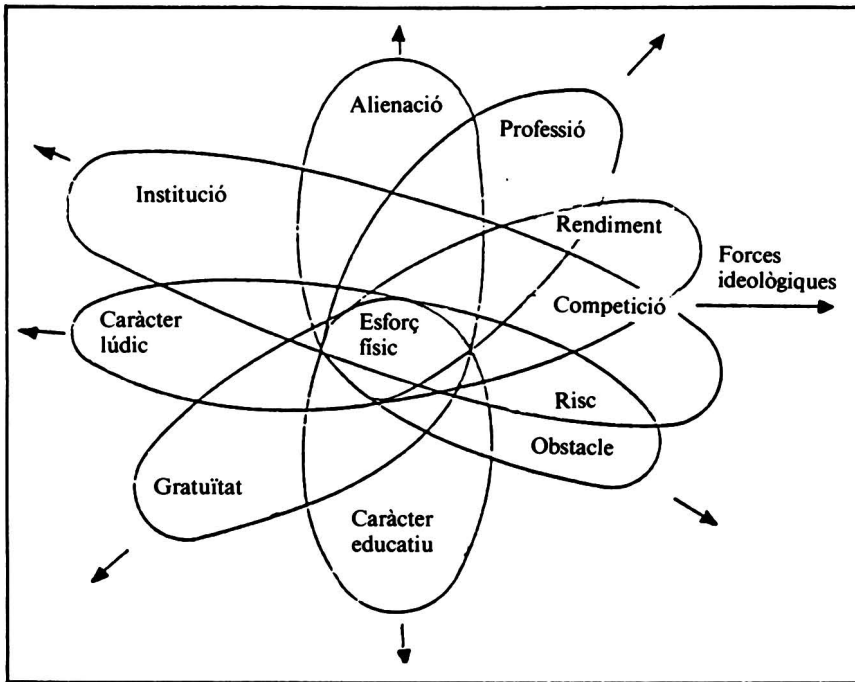 Alienació
Professió
Institució
Rendiment
Forces
ideològiques
Competició
Caràcter
lúdic
Esforç
físic
Risc
Obstacle
Gratuïtat
Caràcter
educatiu